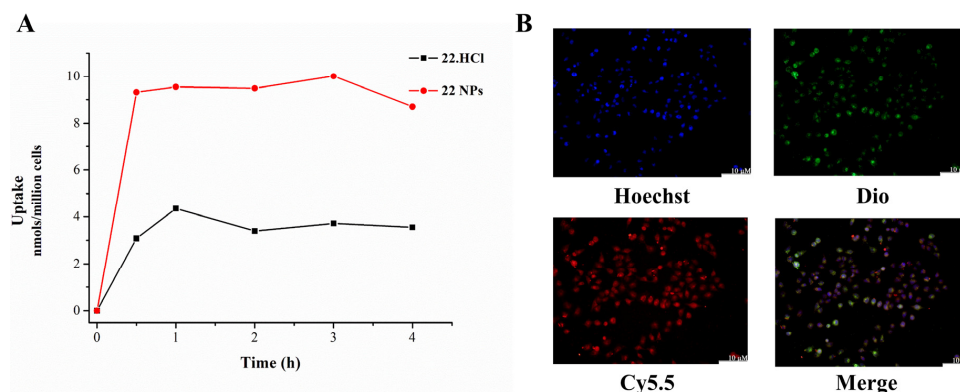 A
22.HCl
22 NPs
10
8
6
4
2
0
0
1
2
3
4
Uptake
nmols/million cells
Time (h)
B
10 µM
Hoechst
10
Dio
10 µM
Cy5.5
10 µM
Merge